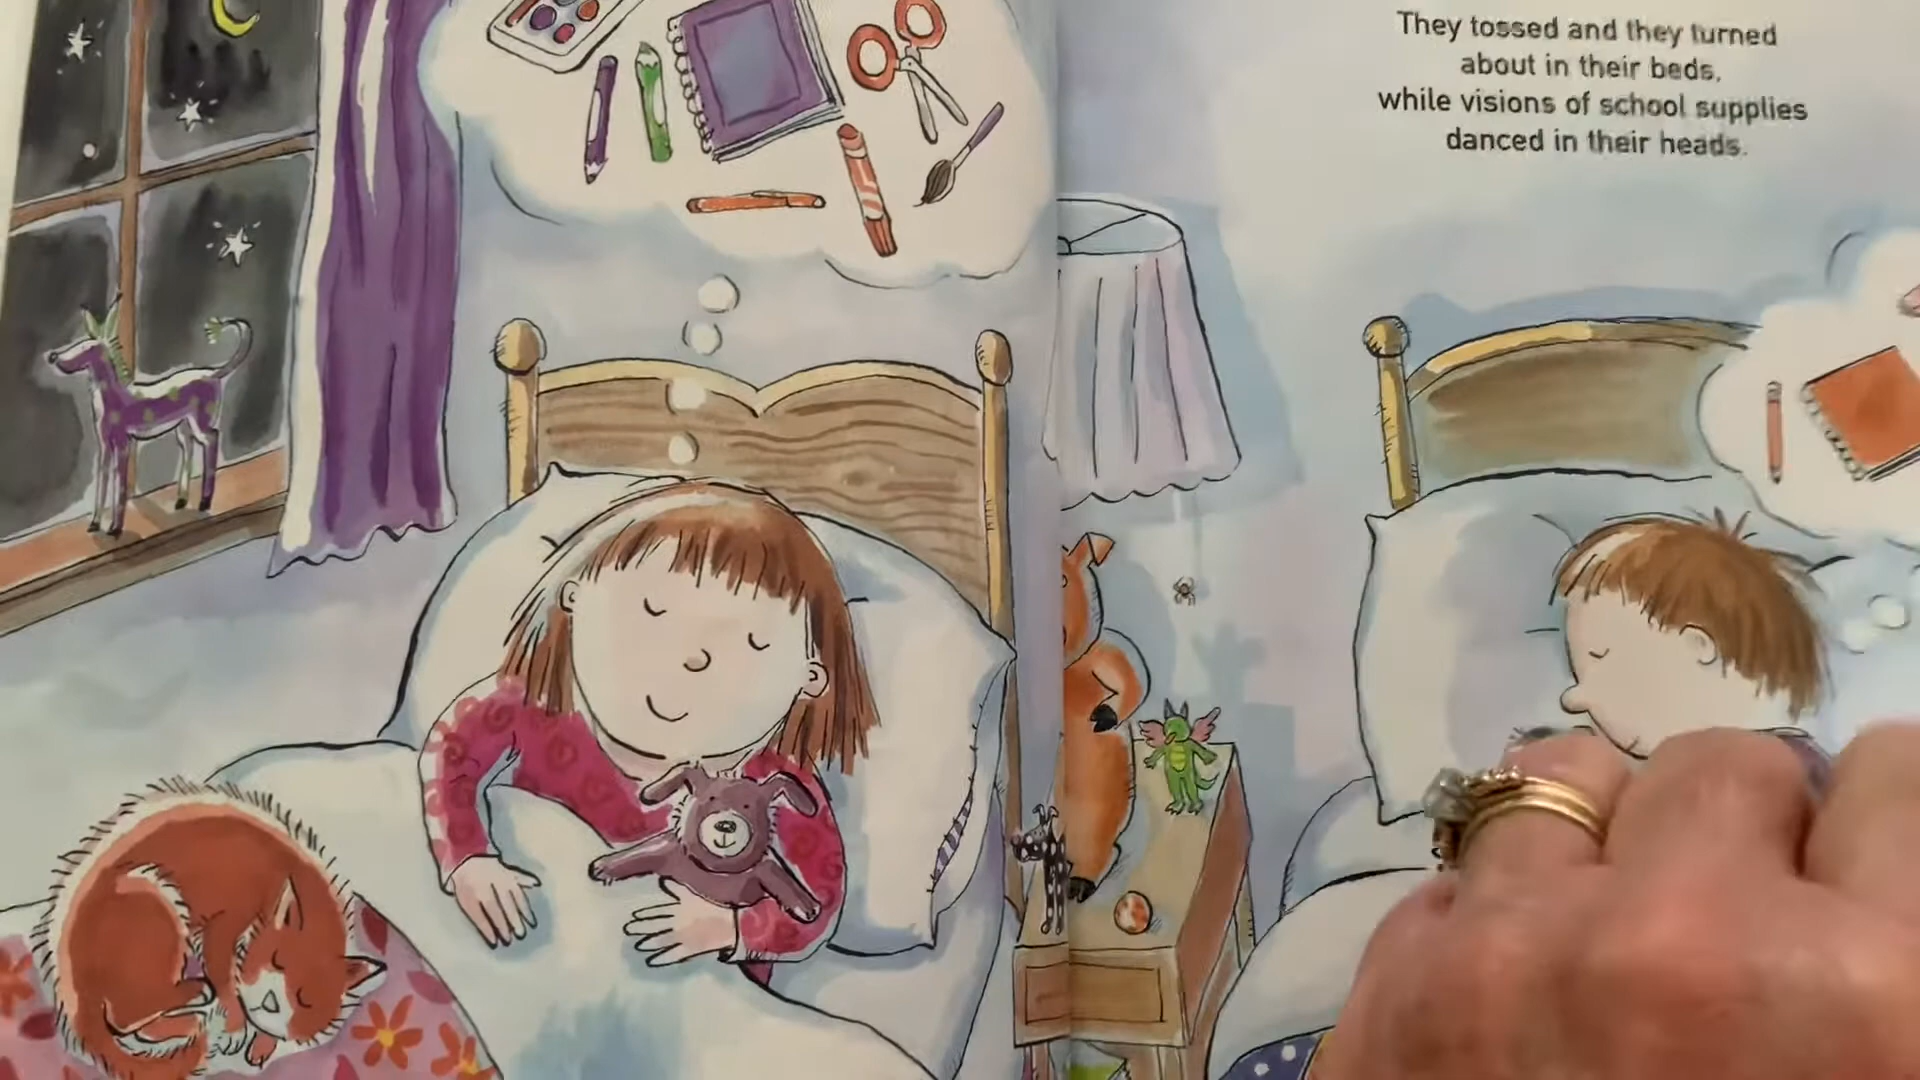 They tossed and they turned
about in their beds,
while visions of school supplies
danced in their heads.